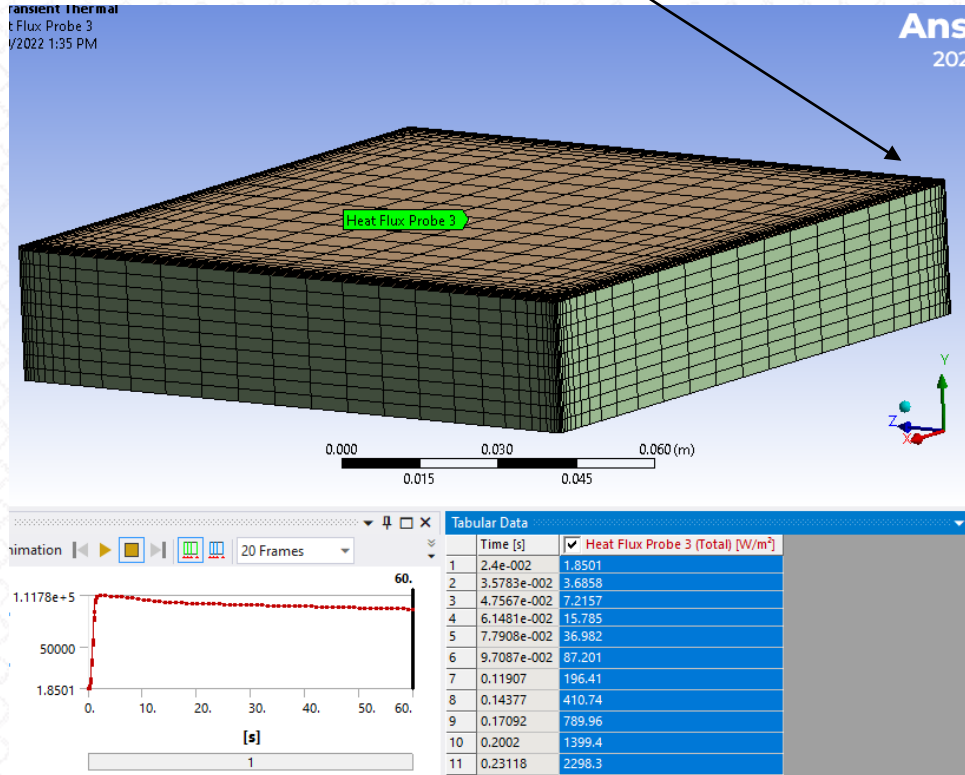 ransient Thermal
t Flux Probe 3
/2022 1:35 PM
Ans
202
Heat Flux Probe 3
Y
Z
X
0.000 0.030 0.060 (m)
0.015 0.045
nimation 20 Frames
60.
1.1178e+5
50000
1.8501
0. 10. 20. 30. 40. 50. 60.
[s]
1
Tabular Data
Time [s] Heat Flux Probe 3 (Total) [W/m²]
1 2.4e-002 1.8501
2 3.5783e-002 3.6858
3 4.7567e-002 7.2157
4 6.1481e-002 15.785
5 7.7908e-002 36.982
6 9.7087e-002 87.201
7 0.11907 196.41
8 0.14377 410.74
9 0.17092 789.96
10 0.2002 1399.4
11 0.23118 2298.3